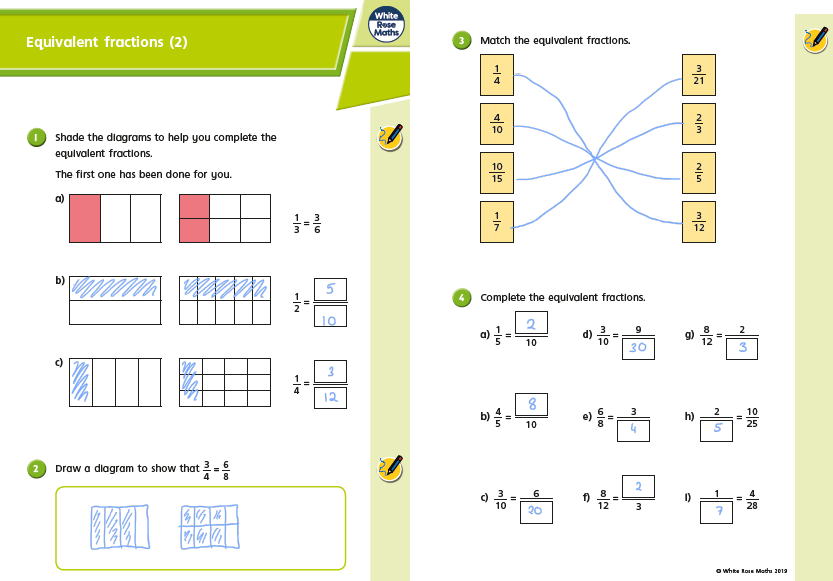 Equivalent fractions (2)
White
Rose
Maths
1 Shade the diagrams to help you complete the
equivalent fractions.
The first one has been done for you.
a) 1/3 = 3/6
b) 1/2 = 5/10
c) 1/4 = 3/12
2 Draw a diagram to show that 3/4 = 6/8
3 Match the equivalent fractions.
1/4 3/21
4/10 2/3
10/15 2/5
1/7 3/12
4 Complete the equivalent fractions.
a) 1/5 = 2/10 d) 3/10 = 9/30 g) 8/12 = 2/3
b) 4/5 = 8/10 e) 6/8 = 3/4 h) 2/5 = 10/25
c) 3/10 = 6/20 f) 8/12 = 2/3 i) 1/7 = 4/28
© White Rose Maths 2019